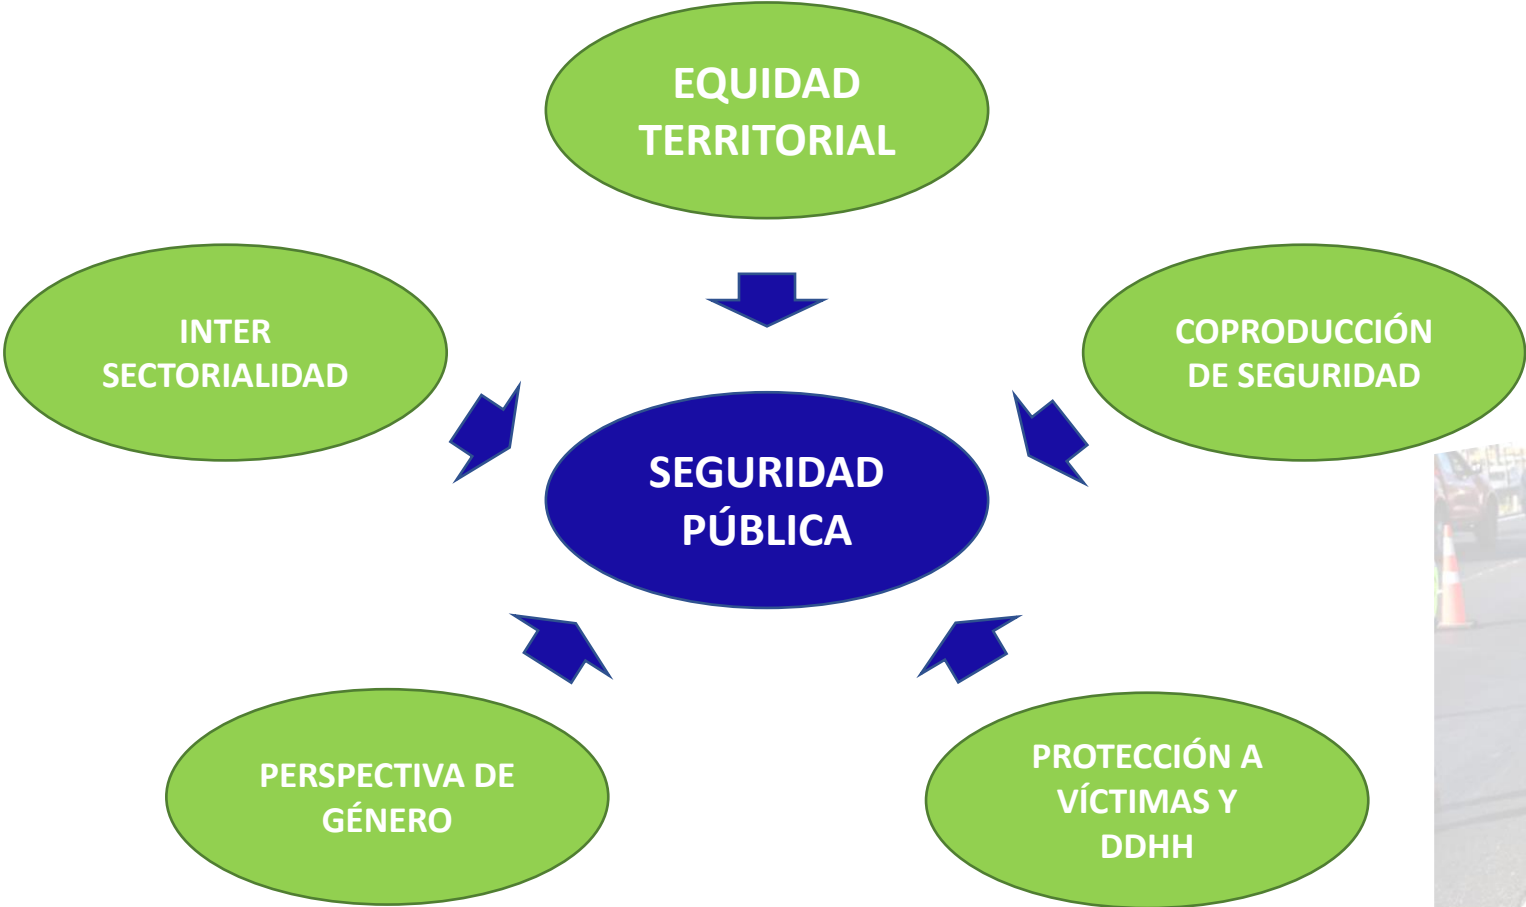 EQUIDAD
TERRITORIAL
INTER
SECTORIALIDAD
COPRODUCCIÓN
DE SEGURIDAD
SEGURIDAD
PÚBLICA
PERSPECTIVA DE
GÉNERO
PROTECCIÓN A
VÍCTIMAS Y
DDHH